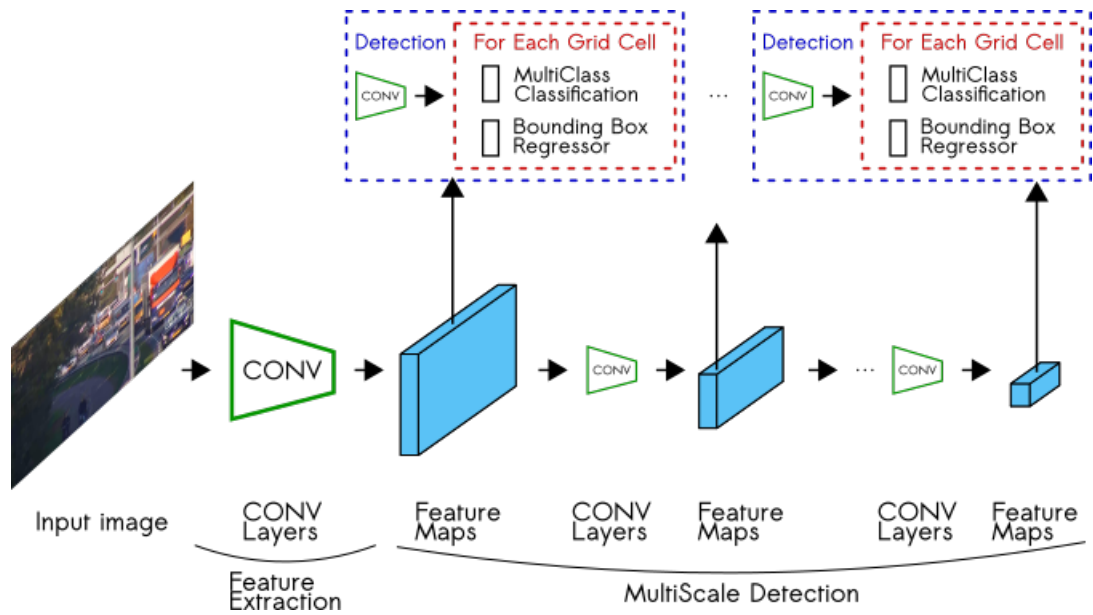 Detection
For Each Grid Cell
CONV
MultiClass
Classification
Bounding Box
Regressor
...
Detection
For Each Grid Cell
CONV
MultiClass
Classification
Bounding Box
Regressor
CONV
CONV
...
CONV
Input image
CONV
Layers
Feature
Maps
CONV
Layers
Feature
Maps
CONV
Layers
Feature
Maps
Feature
Extraction
MultiScale Detection